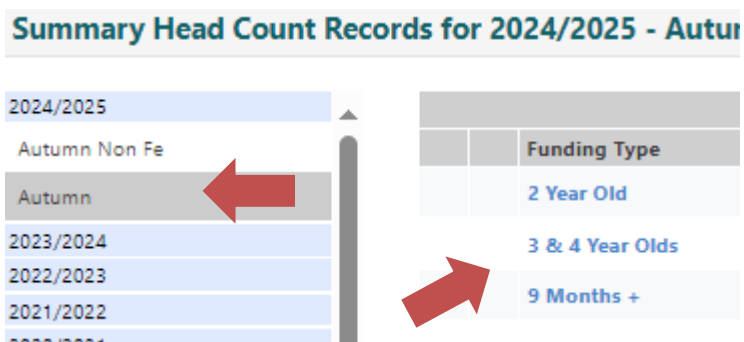 Summary Head Count Records for 2024/2025 - Autu
2024/2025
Autumn Non Fe
Autumn
2023/2024
2022/2023
2021/2022
Funding Type
2 Year Old
3 & 4 Year Olds
9 Months +